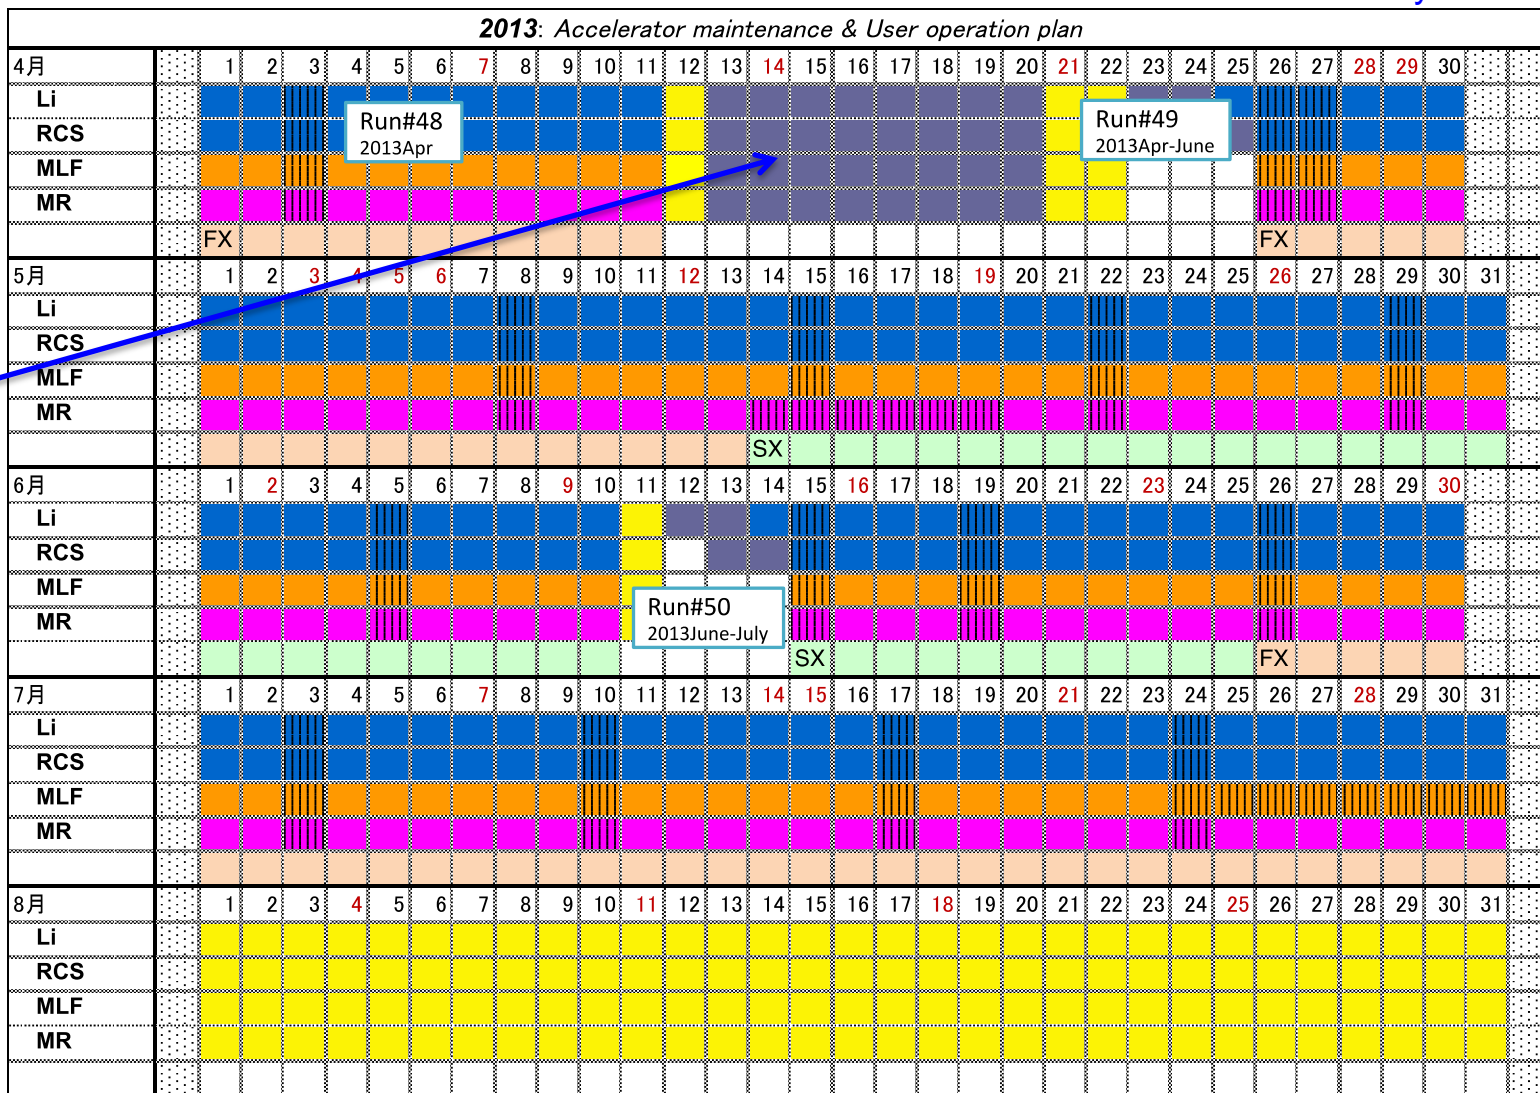 2013: Accelerator maintenance & User operation plan
4月 1 2 3 4 5 6 7 8 9 10 11 12 13 14 15 16 17 18 19 20 21 22 23 24 25 26 27 28 29 30
Li
Run#48
2013Apr
Run#49
2013Apr-June
RCS
MLF
MR
FX FX
5月 1 2 3 4 5 6 7 8 9 10 11 12 13 14 15 16 17 18 19 20 21 22 23 24 25 26 27 28 29 30 31
Li
RCS
MLF
MR
SX
6月 1 2 3 4 5 6 7 8 9 10 11 12 13 14 15 16 17 18 19 20 21 22 23 24 25 26 27 28 29 30
Li
RCS
MLF
Run#50
2013June-July
MR
SX FX
7月 1 2 3 4 5 6 7 8 9 10 11 12 13 14 15 16 17 18 19 20 21 22 23 24 25 26 27 28 29 30 31
Li
RCS
MLF
MR
8月 1 2 3 4 5 6 7 8 9 10 11 12 13 14 15 16 17 18 19 20 21 22 23 24 25 26 27 28 29 30 31
Li
RCS
MLF
MR